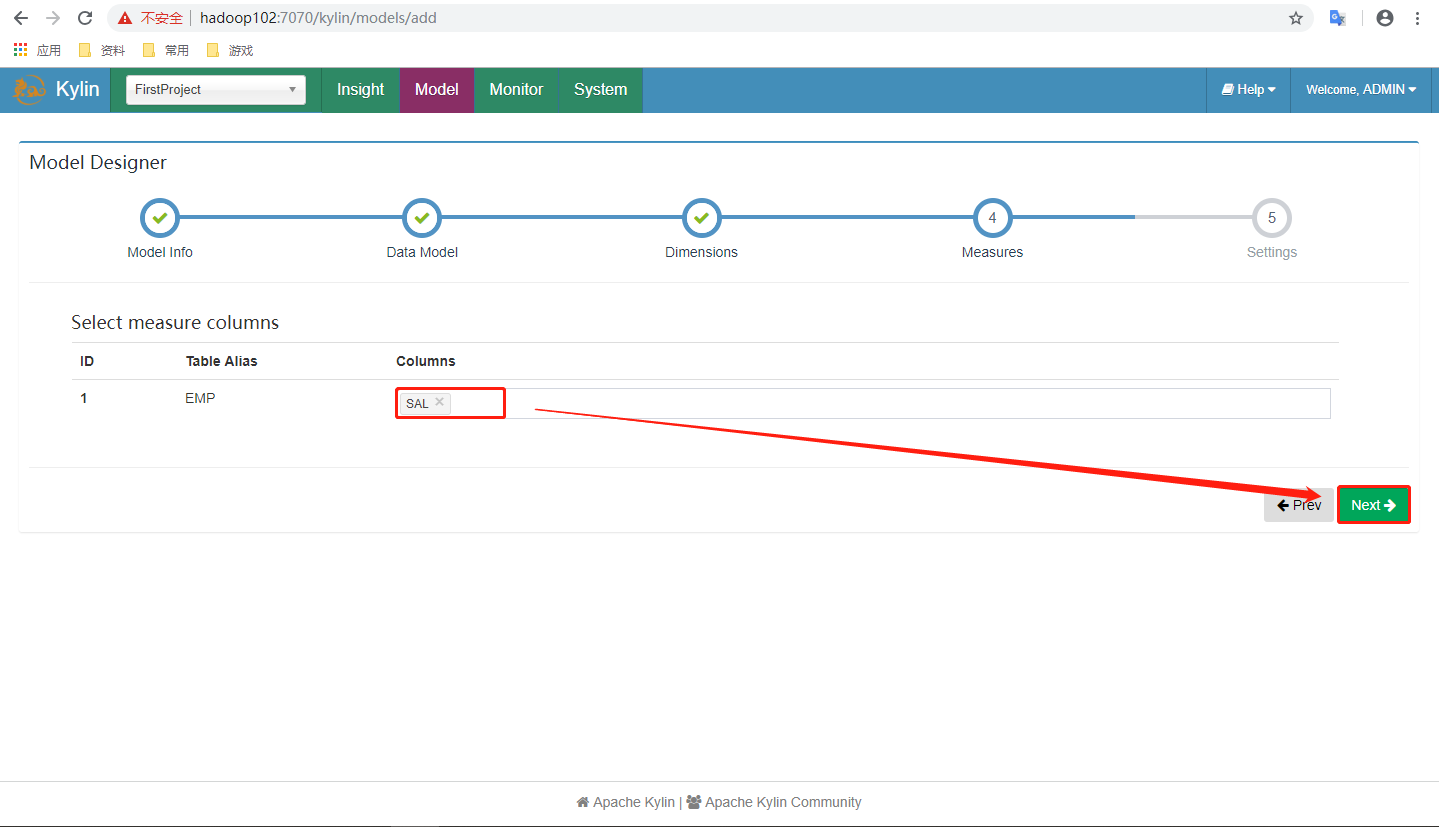 不安全 hadoop102:7070/kylin/models/add
应用 资料 常用 游戏
Kylin FirstProject Insight Model Monitor System Help Welcome, ADMIN
Model Designer
4 5
Model Info Data Model Dimensions Measures Settings
Select measure columns
ID Table Alias Columns
1 EMP SAL
Prev Next
Apache Kylin | Apache Kylin Community